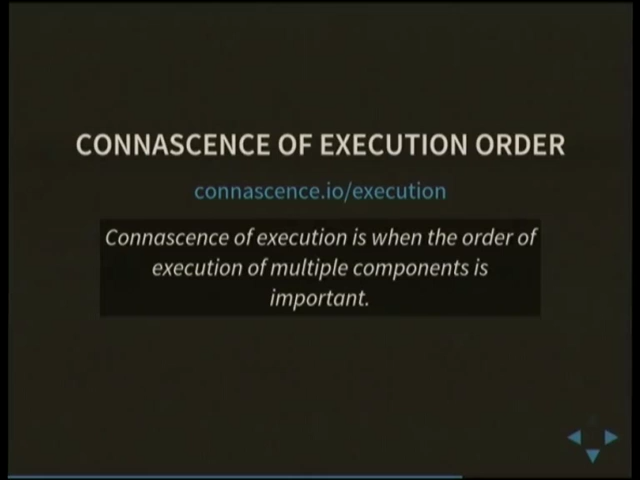 CONNASCENCE OF EXECUTION ORDER
connascence.io/execution
Connascence of execution is when the order of
execution of multiple components is
important.